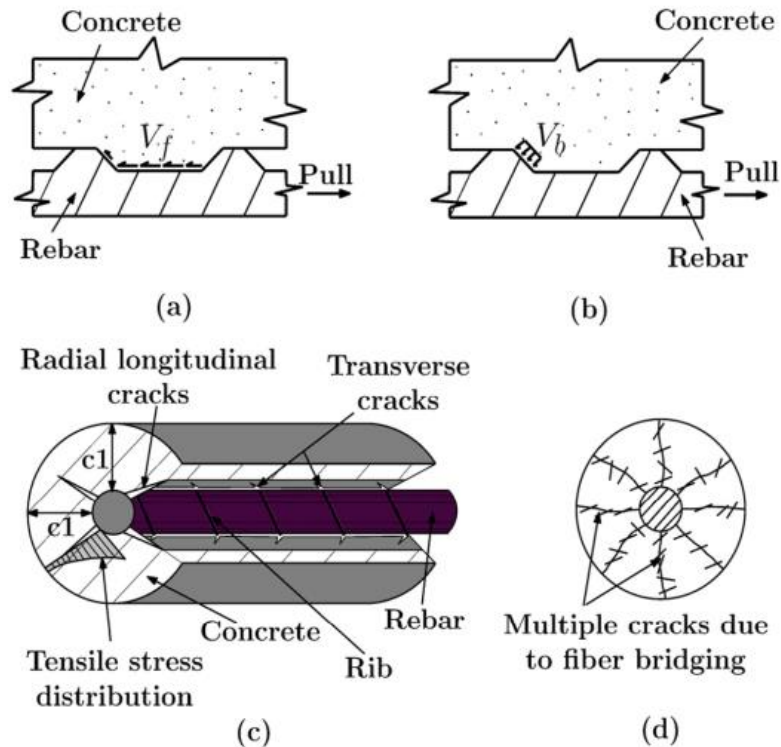 Concrete
V_f
Pull
Rebar
(a)
Concrete
V_b
Pull
Rebar
(b)
Radial longitudinal
cracks
Transverse
cracks
c1
c1
Concrete
Rib
Rebar
Tensile stress
distribution
(c)
Multiple cracks due
to fiber bridging
(d)